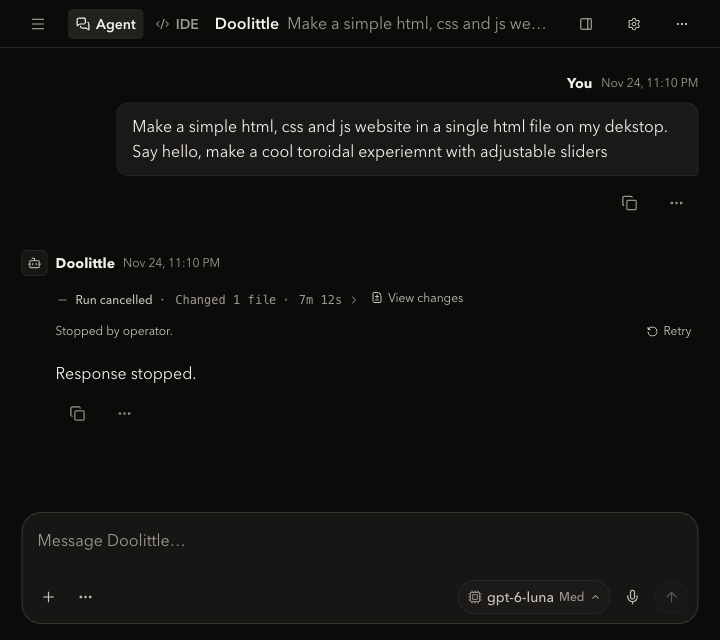 Agent
IDE
Doolittle Make a simple html, css and js we...
You Nov 24, 11:10 PM
Make a simple html, css and js website in a single html file on my dekstop.
Say hello, make a cool toroidal experiemnt with adjustable sliders
Doolittle Nov 24, 11:10 PM
— Run cancelled · Changed 1 file · 7m 12s › View changes
Stopped by operator.
Retry
Response stopped.
Message Doolittle...
gpt-6-luna Med